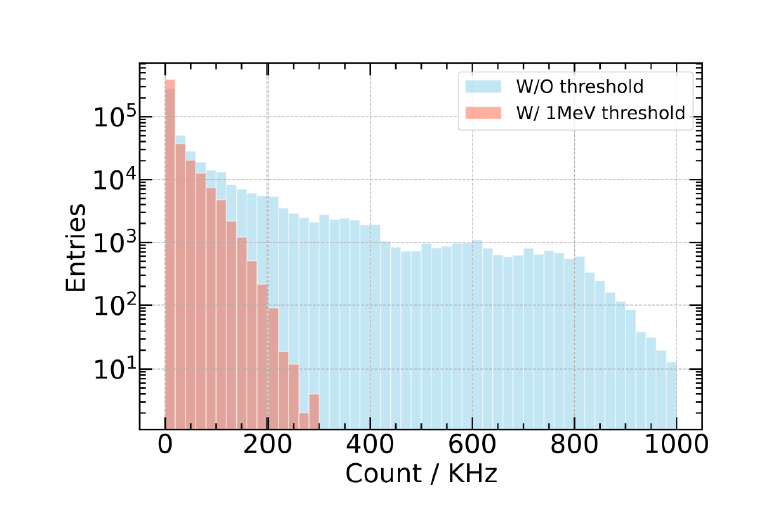 W/O threshold
W/ 1MeV threshold
Entries
10^5
10^4
10^3
10^2
10^1
0 200 400 600 800 1000
Count / KHz